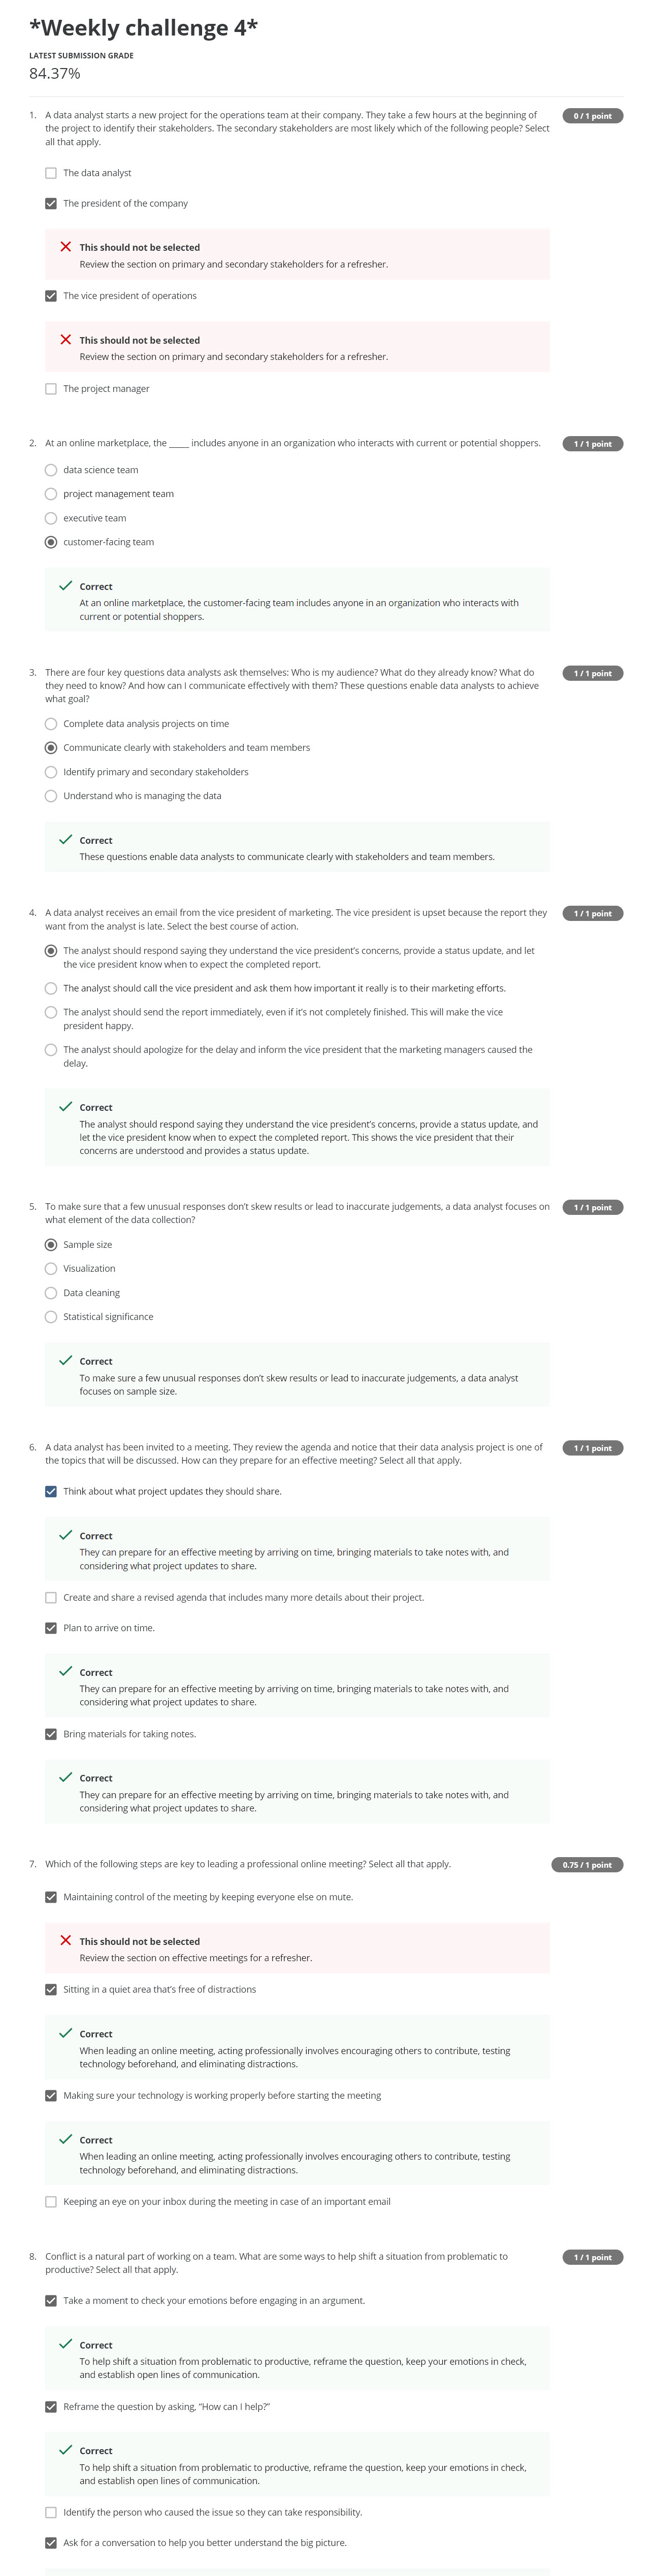 *Weekly challenge 4*
LATEST SUBMISSION GRADE
84.37%
1. A data analyst starts a new project for the operations team at their company. They take a few hours at the beginning of
the project to identify their stakeholders. The secondary stakeholders are most likely which of the following people? Select
all that apply.
0 / 1 point
The data analyst
The president of the company
This should not be selected
Review the section on primary and secondary stakeholders for a refresher.
The vice president of operations
This should not be selected
Review the section on primary and secondary stakeholders for a refresher.
The project manager
2. At an online marketplace, the _____ includes anyone in an organization who interacts with current or potential shoppers.
1 / 1 point
data science team
project management team
executive team
customer-facing team
Correct
At an online marketplace, the customer-facing team includes anyone in an organization who interacts with
current or potential shoppers.
3. There are four key questions data analysts ask themselves: Who is my audience? What do they already know? What do
they need to know? And how can I communicate effectively with them? These questions enable data analysts to achieve
what goal?
1 / 1 point
Complete data analysis projects on time
Communicate clearly with stakeholders and team members
Identify primary and secondary stakeholders
Understand who is managing the data
Correct
These questions enable data analysts to communicate clearly with stakeholders and team members.
4. A data analyst receives an email from the vice president of marketing. The vice president is upset because the report they
want from the analyst is late. Select the best course of action.
1 / 1 point
The analyst should respond saying they understand the vice president’s concerns, provide a status update, and let
the vice president know when to expect the completed report.
The analyst should call the vice president and ask them how important it really is to their marketing efforts.
The analyst should send the report immediately, even if it’s not completely finished. This will make the vice
president happy.
The analyst should apologize for the delay and inform the vice president that the marketing managers caused the
delay.
Correct
The analyst should respond saying they understand the vice president’s concerns, provide a status update, and
let the vice president know when to expect the completed report. This shows the vice president that their
concerns are understood and provides a status update.
5. To make sure that a few unusual responses don’t skew results or lead to inaccurate judgements, a data analyst focuses on
what element of the data collection?
1 / 1 point
Sample size
Visualization
Data cleaning
Statistical significance
Correct
To make sure a few unusual responses don’t skew results or lead to inaccurate judgements, a data analyst
focuses on sample size.
6. A data analyst has been invited to a meeting. They review the agenda and notice that their data analysis project is one of
the topics that will be discussed. How can they prepare for an effective meeting? Select all that apply.
1 / 1 point
Think about what project updates they should share.
Correct
They can prepare for an effective meeting by arriving on time, bringing materials to take notes with, and
considering what project updates to share.
Create and share a revised agenda that includes many more details about their project.
Plan to arrive on time.
Correct
They can prepare for an effective meeting by arriving on time, bringing materials to take notes with, and
considering what project updates to share.
Bring materials for taking notes.
Correct
They can prepare for an effective meeting by arriving on time, bringing materials to take notes with, and
considering what project updates to share.
7. Which of the following steps are key to leading a professional online meeting? Select all that apply.
0.75 / 1 point
Maintaining control of the meeting by keeping everyone else on mute.
This should not be selected
Review the section on effective meetings for a refresher.
Sitting in a quiet area that’s free of distractions
Correct
When leading an online meeting, acting professionally involves encouraging others to contribute, testing
technology beforehand, and eliminating distractions.
Making sure your technology is working properly before starting the meeting
Correct
When leading an online meeting, acting professionally involves encouraging others to contribute, testing
technology beforehand, and eliminating distractions.
Keeping an eye on your inbox during the meeting in case of an important email
8. Conflict is a natural part of working on a team. What are some ways to help shift a situation from problematic to
productive? Select all that apply.
1 / 1 point
Take a moment to check your emotions before engaging in an argument.
Correct
To help shift a situation from problematic to productive, reframe the question, keep your emotions in check,
and establish open lines of communication.
Reframe the question by asking, “How can I help?”
Correct
To help shift a situation from problematic to productive, reframe the question, keep your emotions in check,
and establish open lines of communication.
Identify the person who caused the issue so they can take responsibility.
Ask for a conversation to help you better understand the big picture.